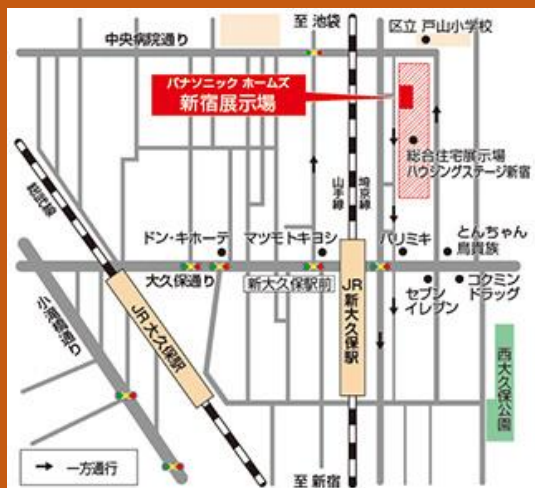 至 池袋
区立 戸山小学校
中央病院通り
パナソニック ホームズ
新宿展示場
総合住宅展示場
ハウジングステージ新宿
山手線
埼京線
総武線
ドン・キホーテ
マツモトキヨシ
パリミキ
とんちゃん
鳥貴族
大久保通り
新大久保駅前
JR新大久保駅
セブン
イレブン
コクミン
ドラッグ
小滝橋通り
JR大久保駅
西大久保公園
一方通行
至 新宿